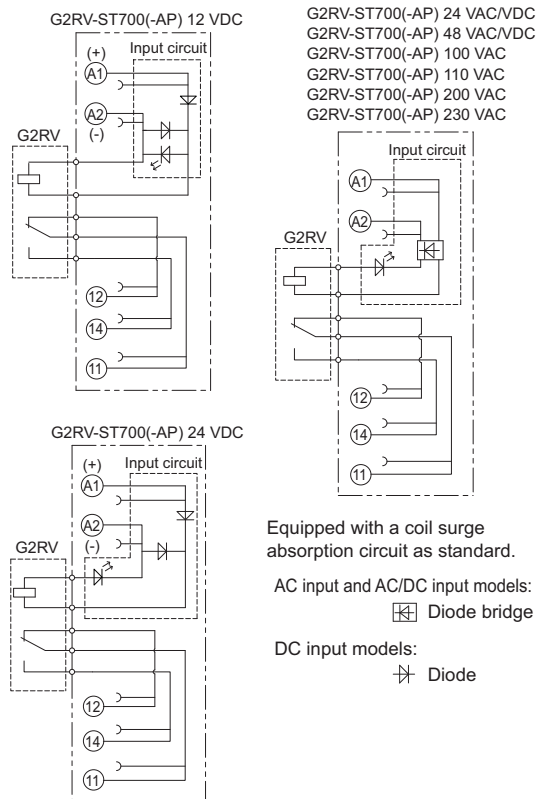 G2RV-ST700(-AP) 12 VDC
(+)
Input circuit
A1
A2
(-)
G2RV
12
14
11
G2RV-ST700(-AP) 24 VAC/VDC
G2RV-ST700(-AP) 48 VAC/VDC
G2RV-ST700(-AP) 100 VAC
G2RV-ST700(-AP) 110 VAC
G2RV-ST700(-AP) 200 VAC
G2RV-ST700(-AP) 230 VAC
Input circuit
A1
A2
G2RV
12
14
11
G2RV-ST700(-AP) 24 VDC
(+)
Input circuit
A1
A2
(-)
G2RV
12
14
11
Equipped with a coil surge
absorption circuit as standard.
AC input and AC/DC input models:
Diode bridge
DC input models:
Diode